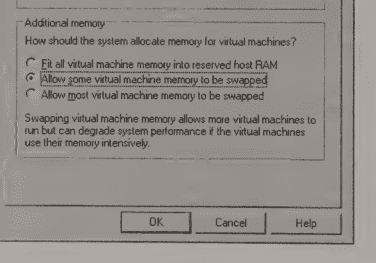 Additional memory
How should the system allocate memory for virtual machines?
Fit all virtual machine memory into reserved host RAM
Allow some virtual machine memory to be swapped
Allow most virtual machine memory to be swapped
Swapping virtual machine memory allows more virtual machines to
run but can degrade system performance if the virtual machines
use their memory intensively.
OK
Cancel
Help